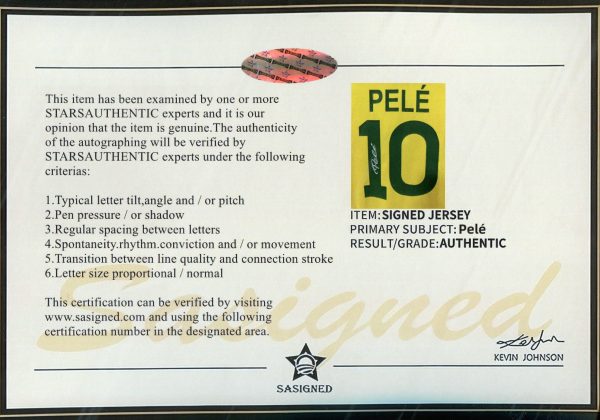 This item has been examined by one or more
STARSAUTHENTIC experts and it is our
opinion that the item is genuine.The authenticity
of the autographing will be verified by
STARSAUTHENTIC experts under the following
criterias:
1.Typical letter tilt,angle and / or pitch
2.Pen pressure / or shadow
3.Regular spacing between letters
4.Spontaneity.rhythm.conviction and / or movement
5.Transition between line quality and connection stroke
6.Letter size proportional / normal
This certification can be verified by visiting
www.sasigned.com and using the following
certification number in the designated area.
PELÉ
10
ITEM:SIGNED JERSEY
PRIMARY SUBJECT:Pelé
RESULT/GRADE:AUTHENTIC
Sasigned
KEVIN JOHNSON
SASIGNED